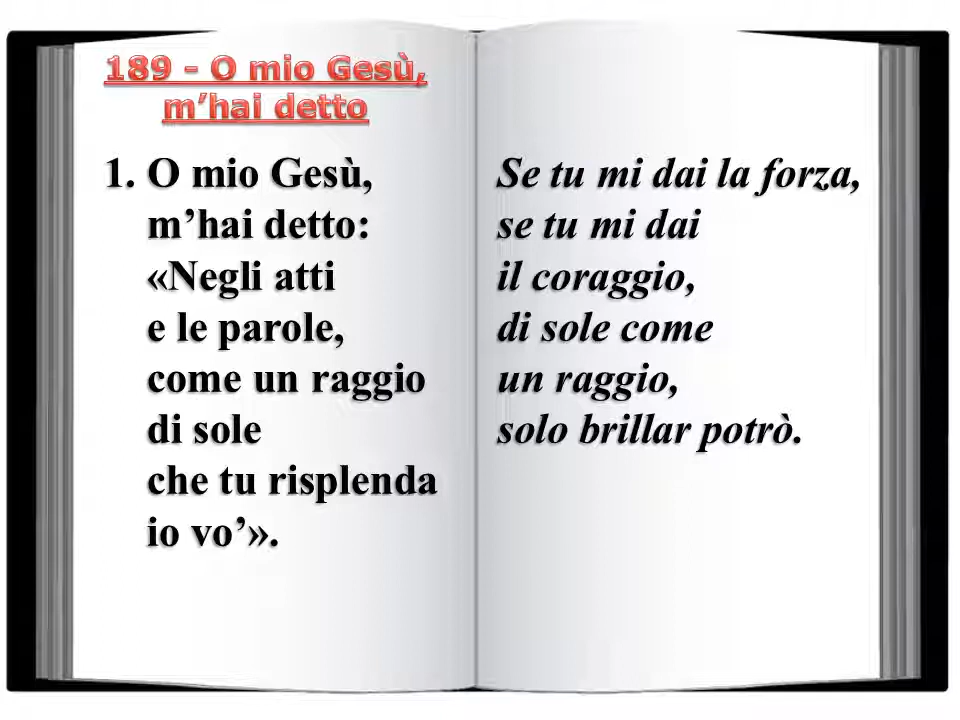 189 - O mio Gesù,
m’hai detto
1. O mio Gesù,
m’hai detto:
«Negli atti
e le parole,
come un raggio
di sole
che tu risplenda
io vo’».
Se tu mi dai la forza,
se tu mi dai
il coraggio,
di sole come
un raggio,
solo brillar potrò.